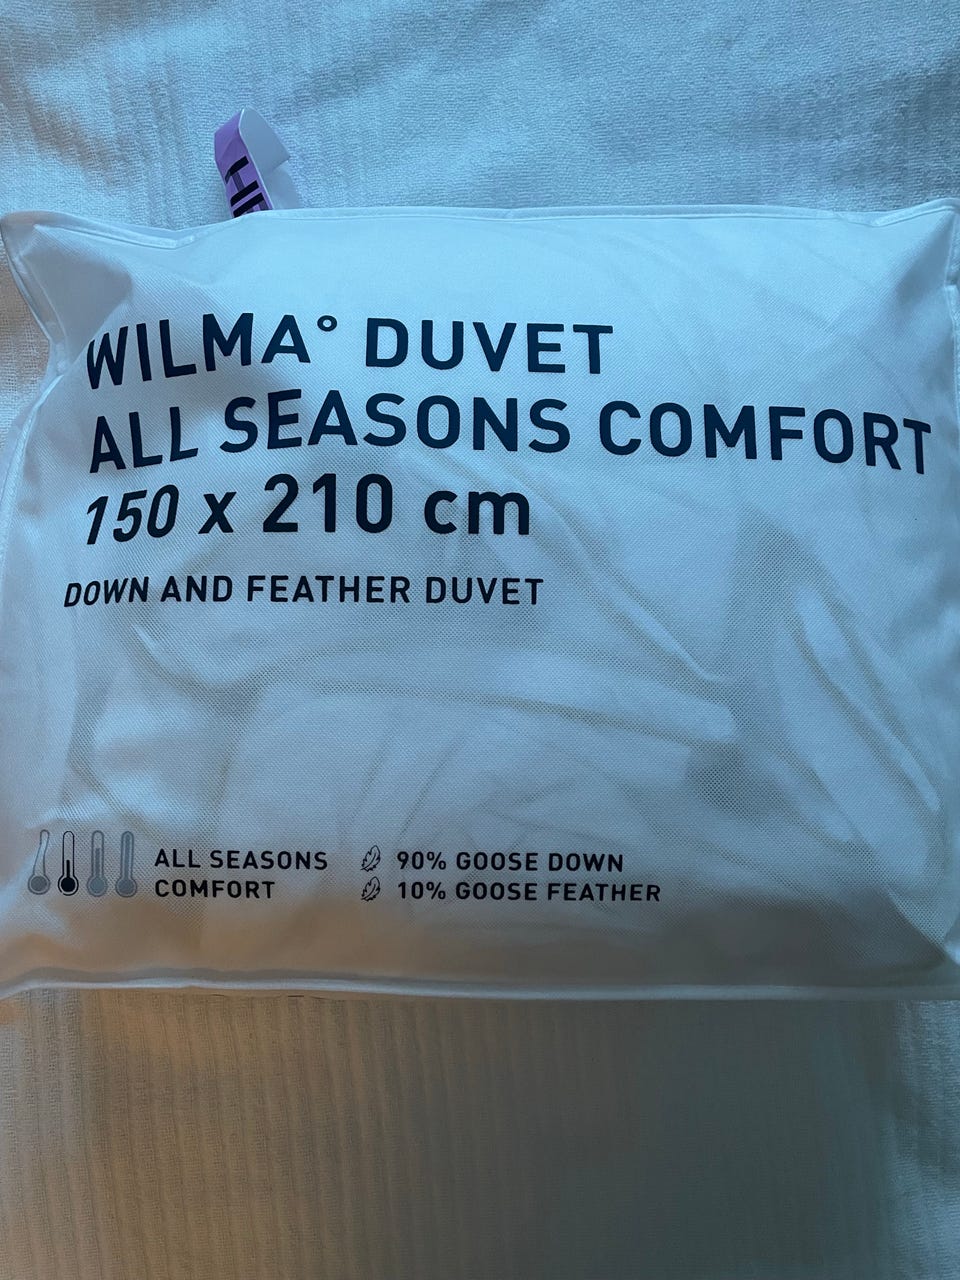 WILMA° DUVET
ALL SEASONS COMFORT
150 x 210 cm
DOWN AND FEATHER DUVET
ALL SEASONS
COMFORT
90% GOOSE DOWN
10% GOOSE FEATHER